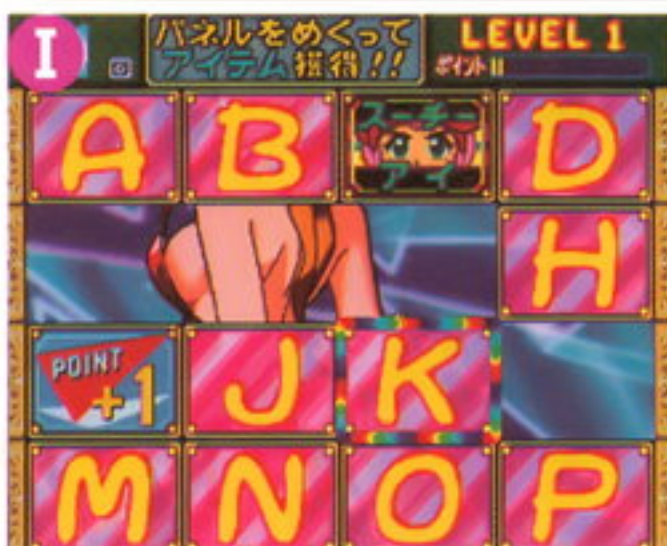 I
パネルをめくって
アイテム獲得!!
LEVEL 1
ポイント
A B スーチー
アイ D
H
POINT
+1 J K
M N O P